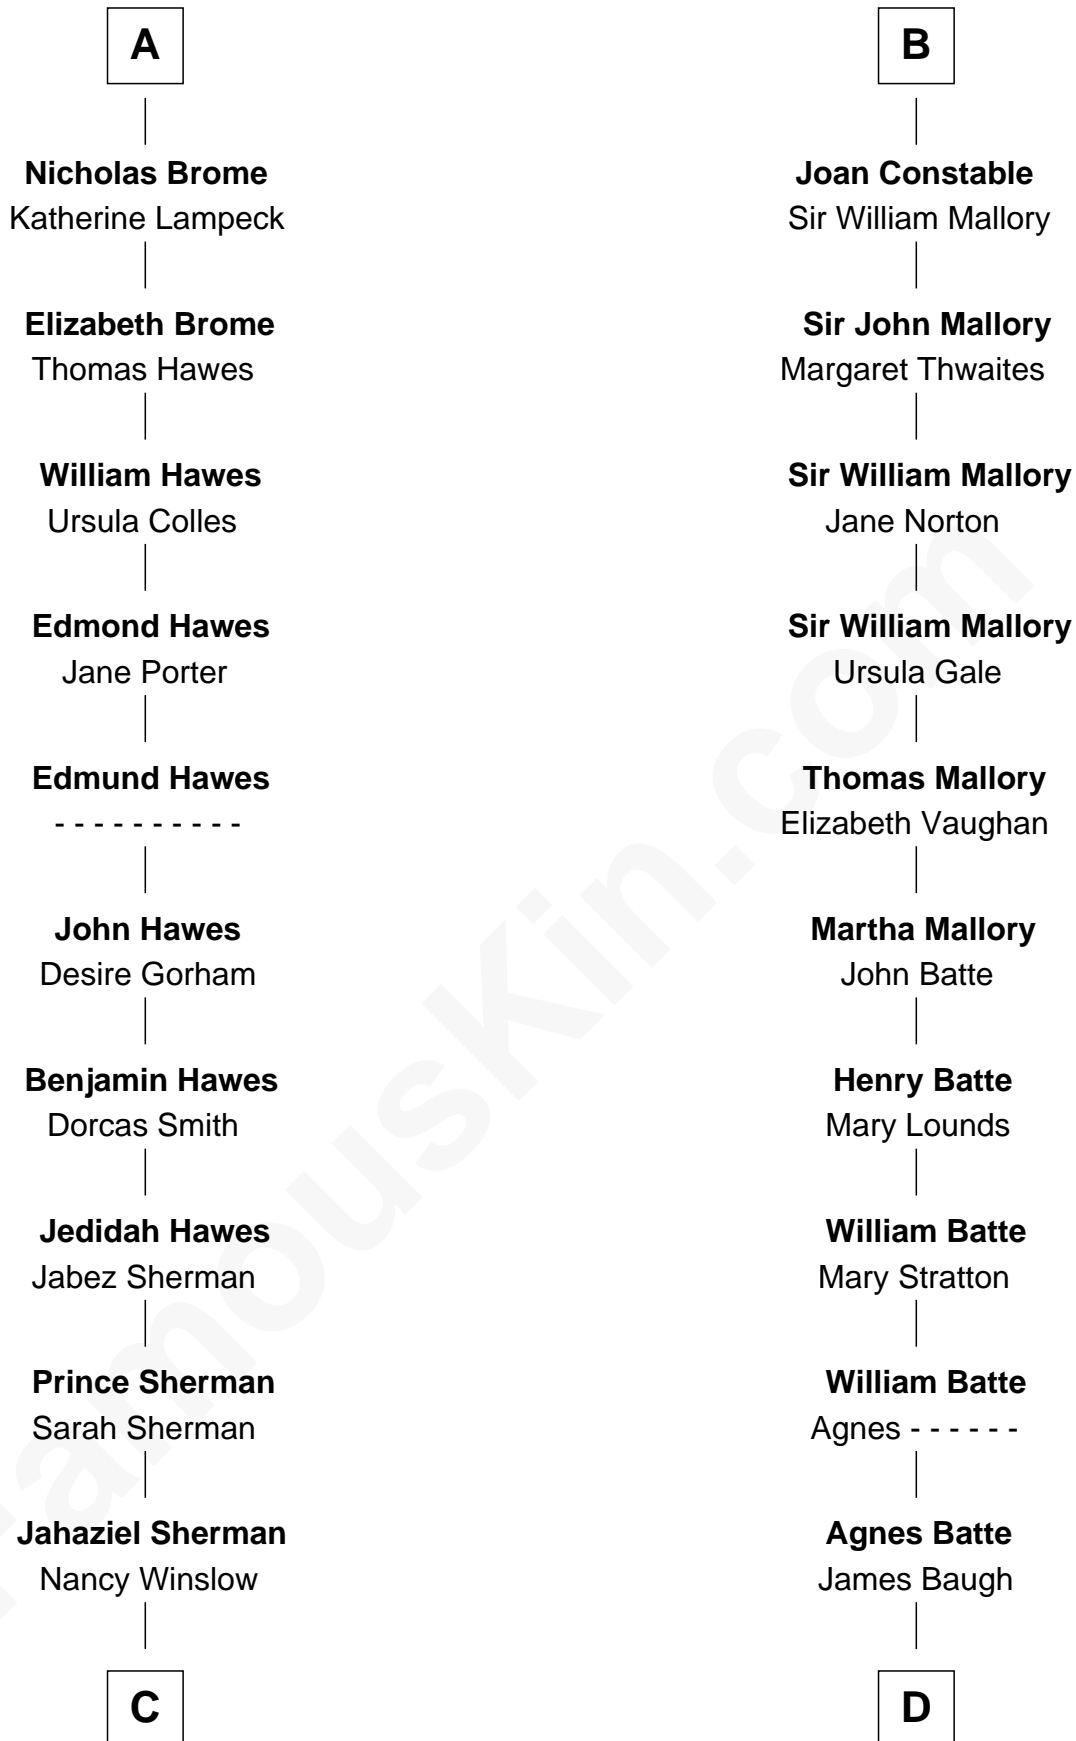 A
Nicholas Brome
Katherine Lampeck
Elizabeth Brome
Thomas Hawes
William Hawes
Ursula Colles
Edmond Hawes
Jane Porter
Edmund Hawes
- - - - - - - - - -
John Hawes
Desire Gorham
Benjamin Hawes
Dorcas Smith
Jedidah Hawes
Jabez Sherman
Prince Sherman
Sarah Sherman
Jahaziel Sherman
Nancy Winslow
C
B
Joan Constable
Sir William Mallory
Sir John Mallory
Margaret Thwaites
Sir William Mallory
Jane Norton
Sir William Mallory
Ursula Gale
Thomas Mallory
Elizabeth Vaughan
Martha Mallory
John Batte
Henry Batte
Mary Lounds
William Batte
Mary Stratton
William Batte
Agnes - - - - - -
Agnes Batte
James Baugh
D
FamousKin.com